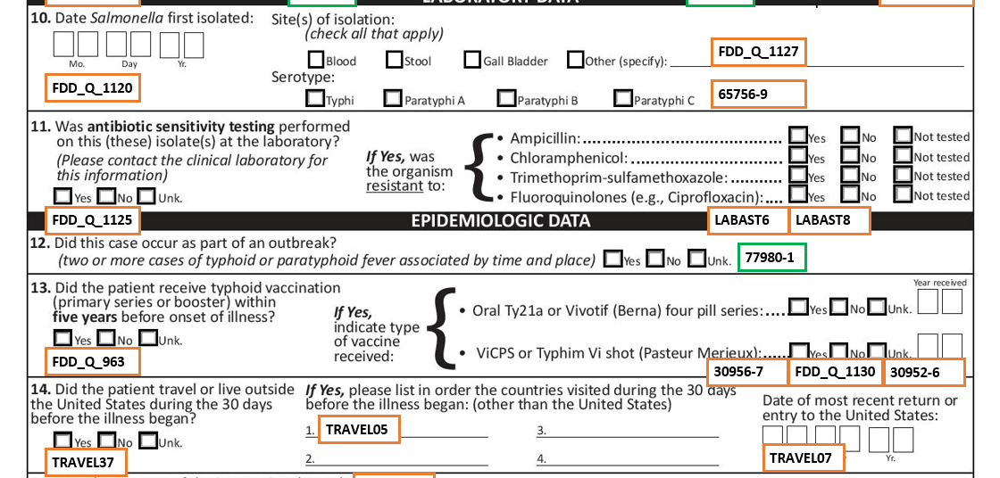 LABORATORY DATA
10. Date Salmonella first isolated:
Mo. Day Yr.
FDD_Q_1120
Site(s) of isolation:
(check all that apply)
Blood Stool Gall Bladder Other (specify):
FDD_Q_1127
Serotype:
Typhi Paratyphi A Paratyphi B Paratyphi C
65756-9
11. Was antibiotic sensitivity testing performed
on this (these) isolate(s) at the laboratory?
(Please contact the clinical laboratory for
this information)
Yes No Unk.
FDD_Q_1125
If Yes, was
the organism
resistant to:
{
• Ampicillin: Yes No Not tested
• Chloramphenicol: Yes No Not tested
• Trimethoprim-sulfamethoxazole: Yes No Not tested
• Fluoroquinolones (e.g., Ciprofloxacin): Yes No Not tested
EPIDEMIOLOGIC DATA
LABAST6 LABAST8
12. Did this case occur as part of an outbreak?
(two or more cases of typhoid or paratyphoid fever associated by time and place) Yes No Unk.
77980-1
13. Did the patient receive typhoid vaccination
(primary series or booster) within
five years before onset of illness?
Yes No Unk.
FDD_Q_963
If Yes,
indicate type
of vaccine
received:
{
Year received
• Oral Ty21a or Vivotif (Berna) four pill series: Yes No Unk.
• ViCPS or Typhim Vi shot (Pasteur Merieux): Yes No Unk.
30956-7 FDD_Q_1130 30952-6
14. Did the patient travel or live outside
the United States during the 30 days
before the illness began?
Yes No Unk.
TRAVEL37
If Yes, please list in order the countries visited during the 30 days
before the illness began: (other than the United States)
1. TRAVEL05 3.
2. 4.
Date of most recent return or
entry to the United States:
TRAVEL07
Yr.